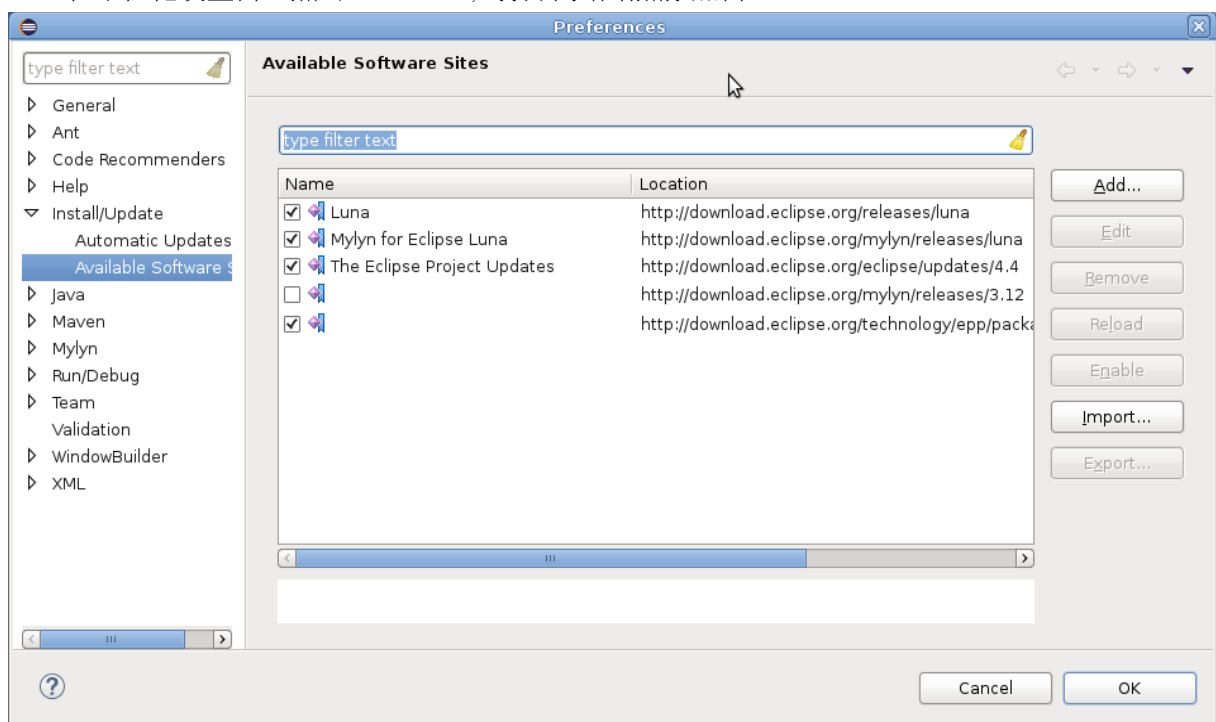 Preferences
type filter text
General
Ant
Code Recommenders
Help
Install/Update
Automatic Updates
Available Software S
Java
Maven
Mylyn
Run/Debug
Team
Validation
WindowBuilder
XML
Available Software Sites
type filter text
Name Location
Luna http://download.eclipse.org/releases/luna
Mylyn for Eclipse Luna http://download.eclipse.org/mylyn/releases/luna
The Eclipse Project Updates http://download.eclipse.org/eclipse/updates/4.4
http://download.eclipse.org/mylyn/releases/3.12
http://download.eclipse.org/technology/epp/packa
Add...
Edit
Remove
Reload
Enable
Import...
Export...
Cancel
OK